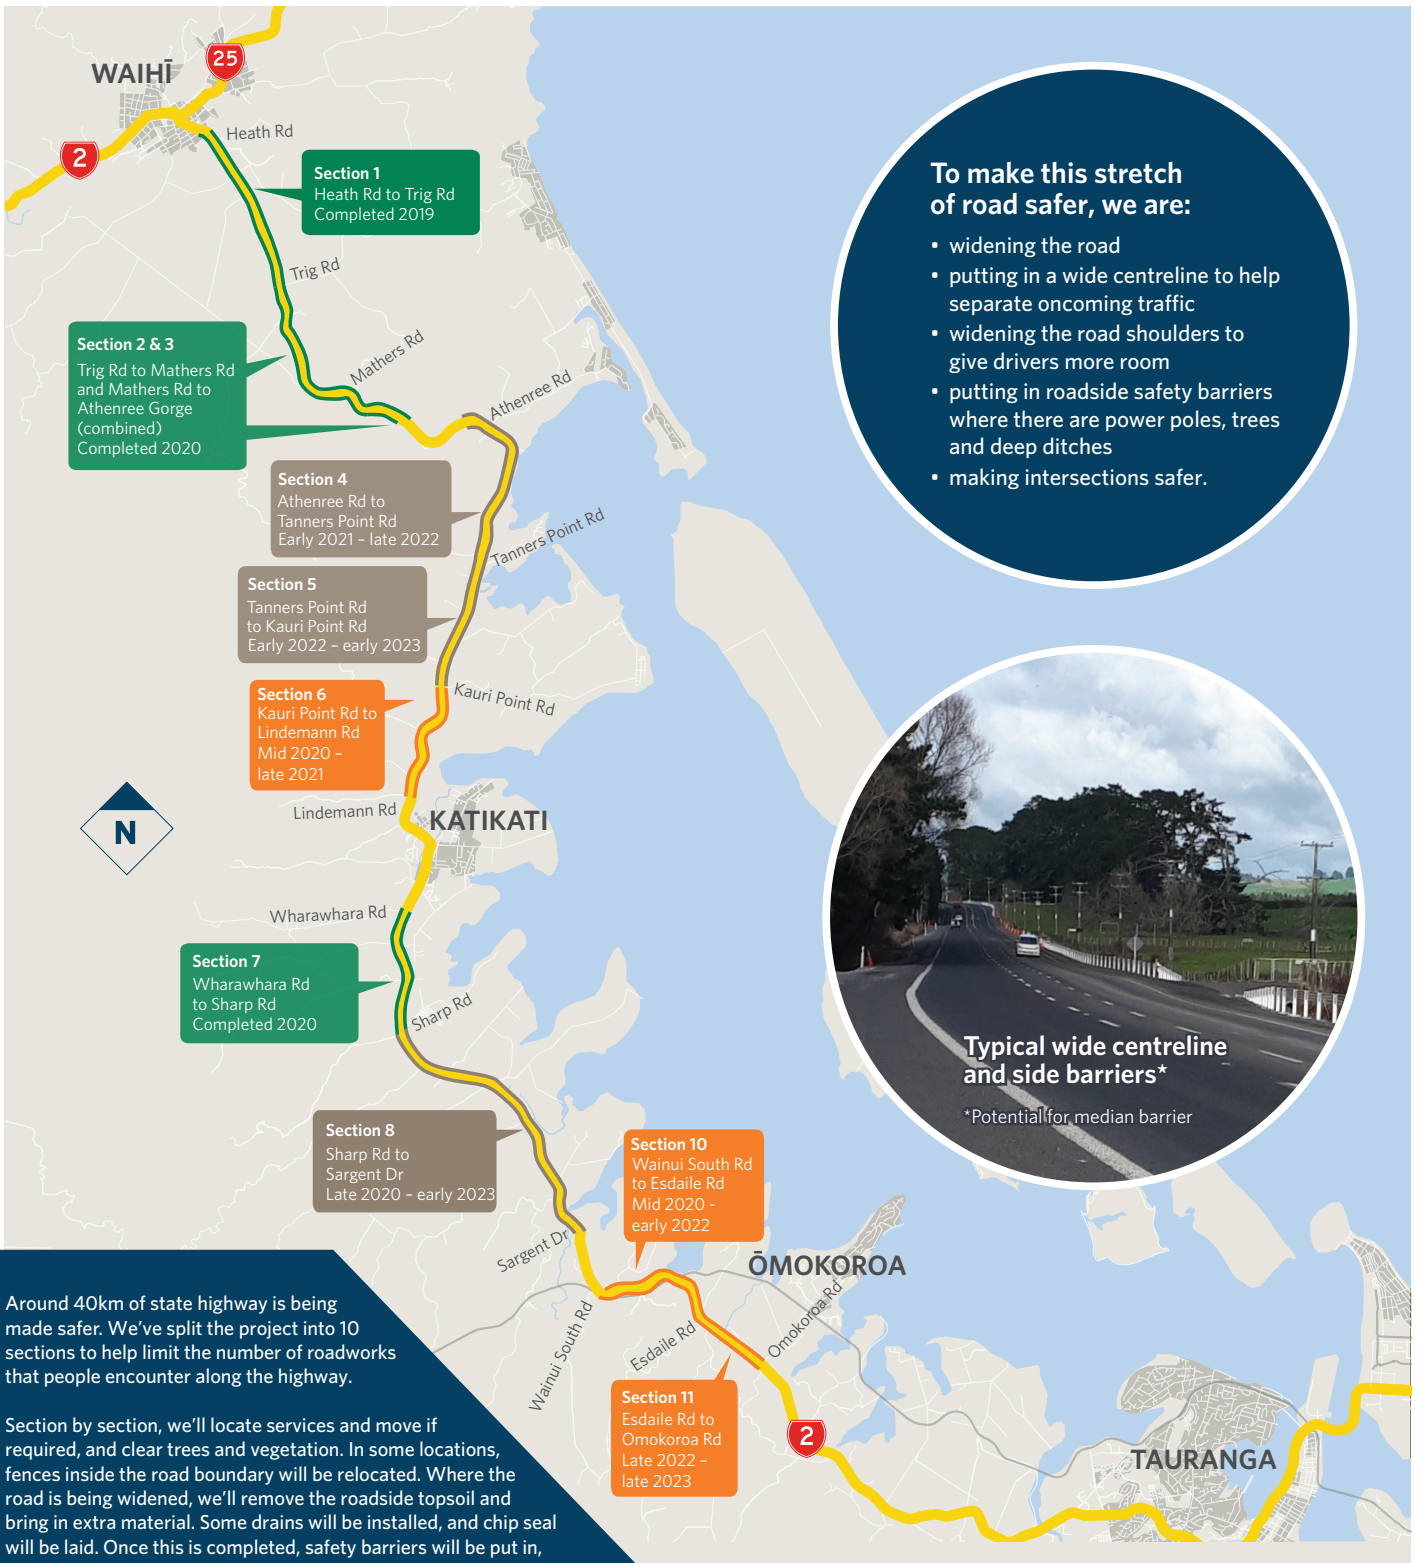 WAIHĪ
25
2
Heath Rd
Section 1
Heath Rd to Trig Rd
Completed 2019
Trig Rd
Section 2 & 3
Trig Rd to Mathers Rd
and Mathers Rd to
Athenree Gorge
(combined)
Completed 2020
Mathers Rd
Athenree Rd
Section 4
Athenree Rd to
Tanners Point Rd
Early 2021 – late 2022
Tanners Point Rd
Section 5
Tanners Point Rd
to Kauri Point Rd
Early 2022 – early 2023
Section 6
Kauri Point Rd to
Lindemann Rd
Mid 2020 –
late 2021
Kauri Point Rd
N
Lindemann Rd
KATIKATI
Wharawhara Rd
Section 7
Wharawhara Rd
to Sharp Rd
Completed 2020
Sharp Rd
Section 8
Sharp Rd to
Sargent Dr
Late 2020 – early 2023
Sargent Dr
Section 10
Wainui South Rd
to Esdaile Rd
Mid 2020 -
early 2022
ŌMOKOROA
Wainui South Rd
Esdaile Rd
Omokoroa Rd
Section 11
Esdaile Rd to
Omokoroa Rd
Late 2022 –
late 2023
2
TAURANGA
To make this stretch
of road safer, we are:
• widening the road
• putting in a wide centreline to help
separate oncoming traffic
• widening the road shoulders to
give drivers more room
• putting in roadside safety barriers
where there are power poles, trees
and deep ditches
• making intersections safer.
Typical wide centreline
and side barriers*
*Potential for median barrier
Around 40km of state highway is being
made safer. We've split the project into 10
sections to help limit the number of roadworks
that people encounter along the highway.
Section by section, we'll locate services and move if
required, and clear trees and vegetation. In some locations,
fences inside the road boundary will be relocated. Where the
road is being widened, we'll remove the roadside topsoil and
bring in extra material. Some drains will be installed, and chip seal
will be laid. Once this is completed, safety barriers will be put in,